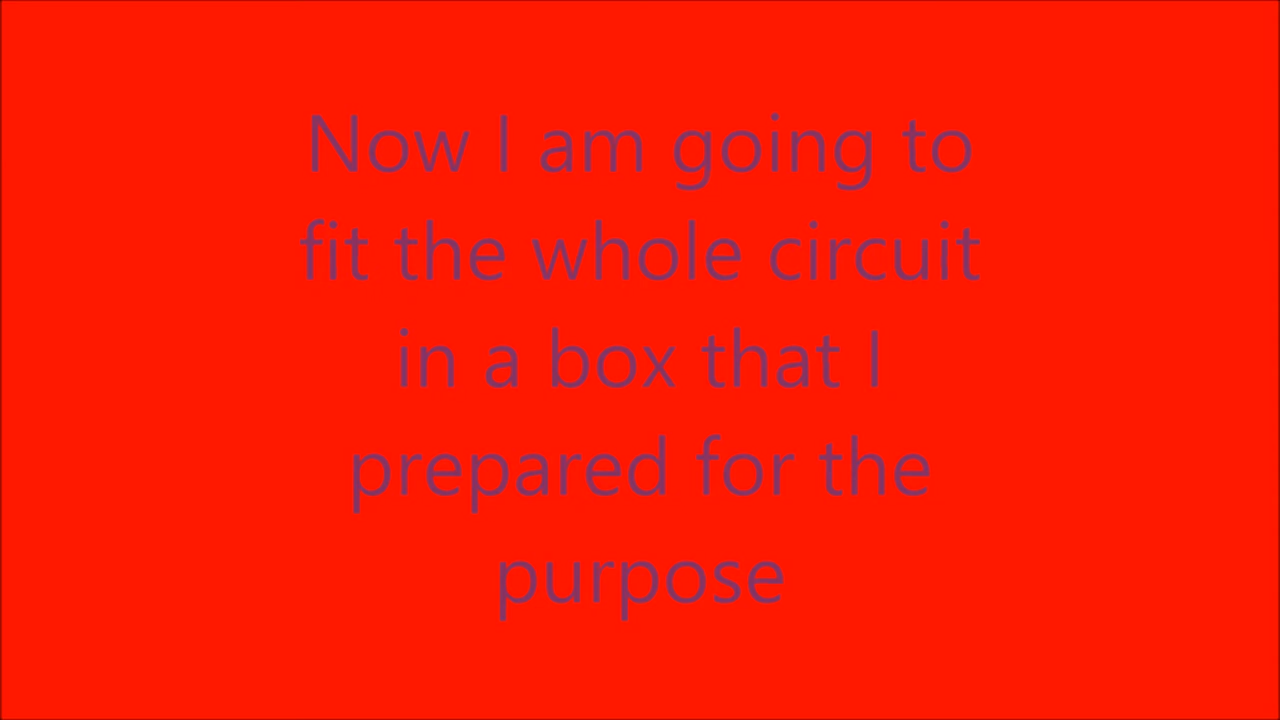 Now I am going to
fit the whole circuit
in a box that I
prepared for the
purpose